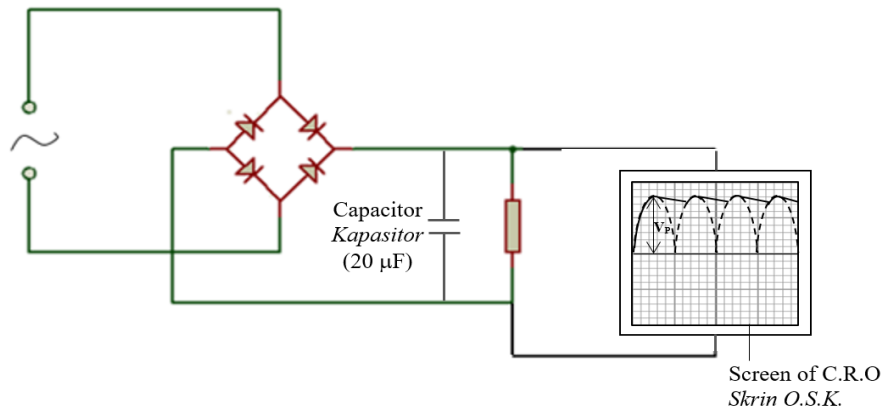 Capacitor
Kapasitor
(20 μF)
Vₚ
Screen of C.R.O
Skrin O.S.K.